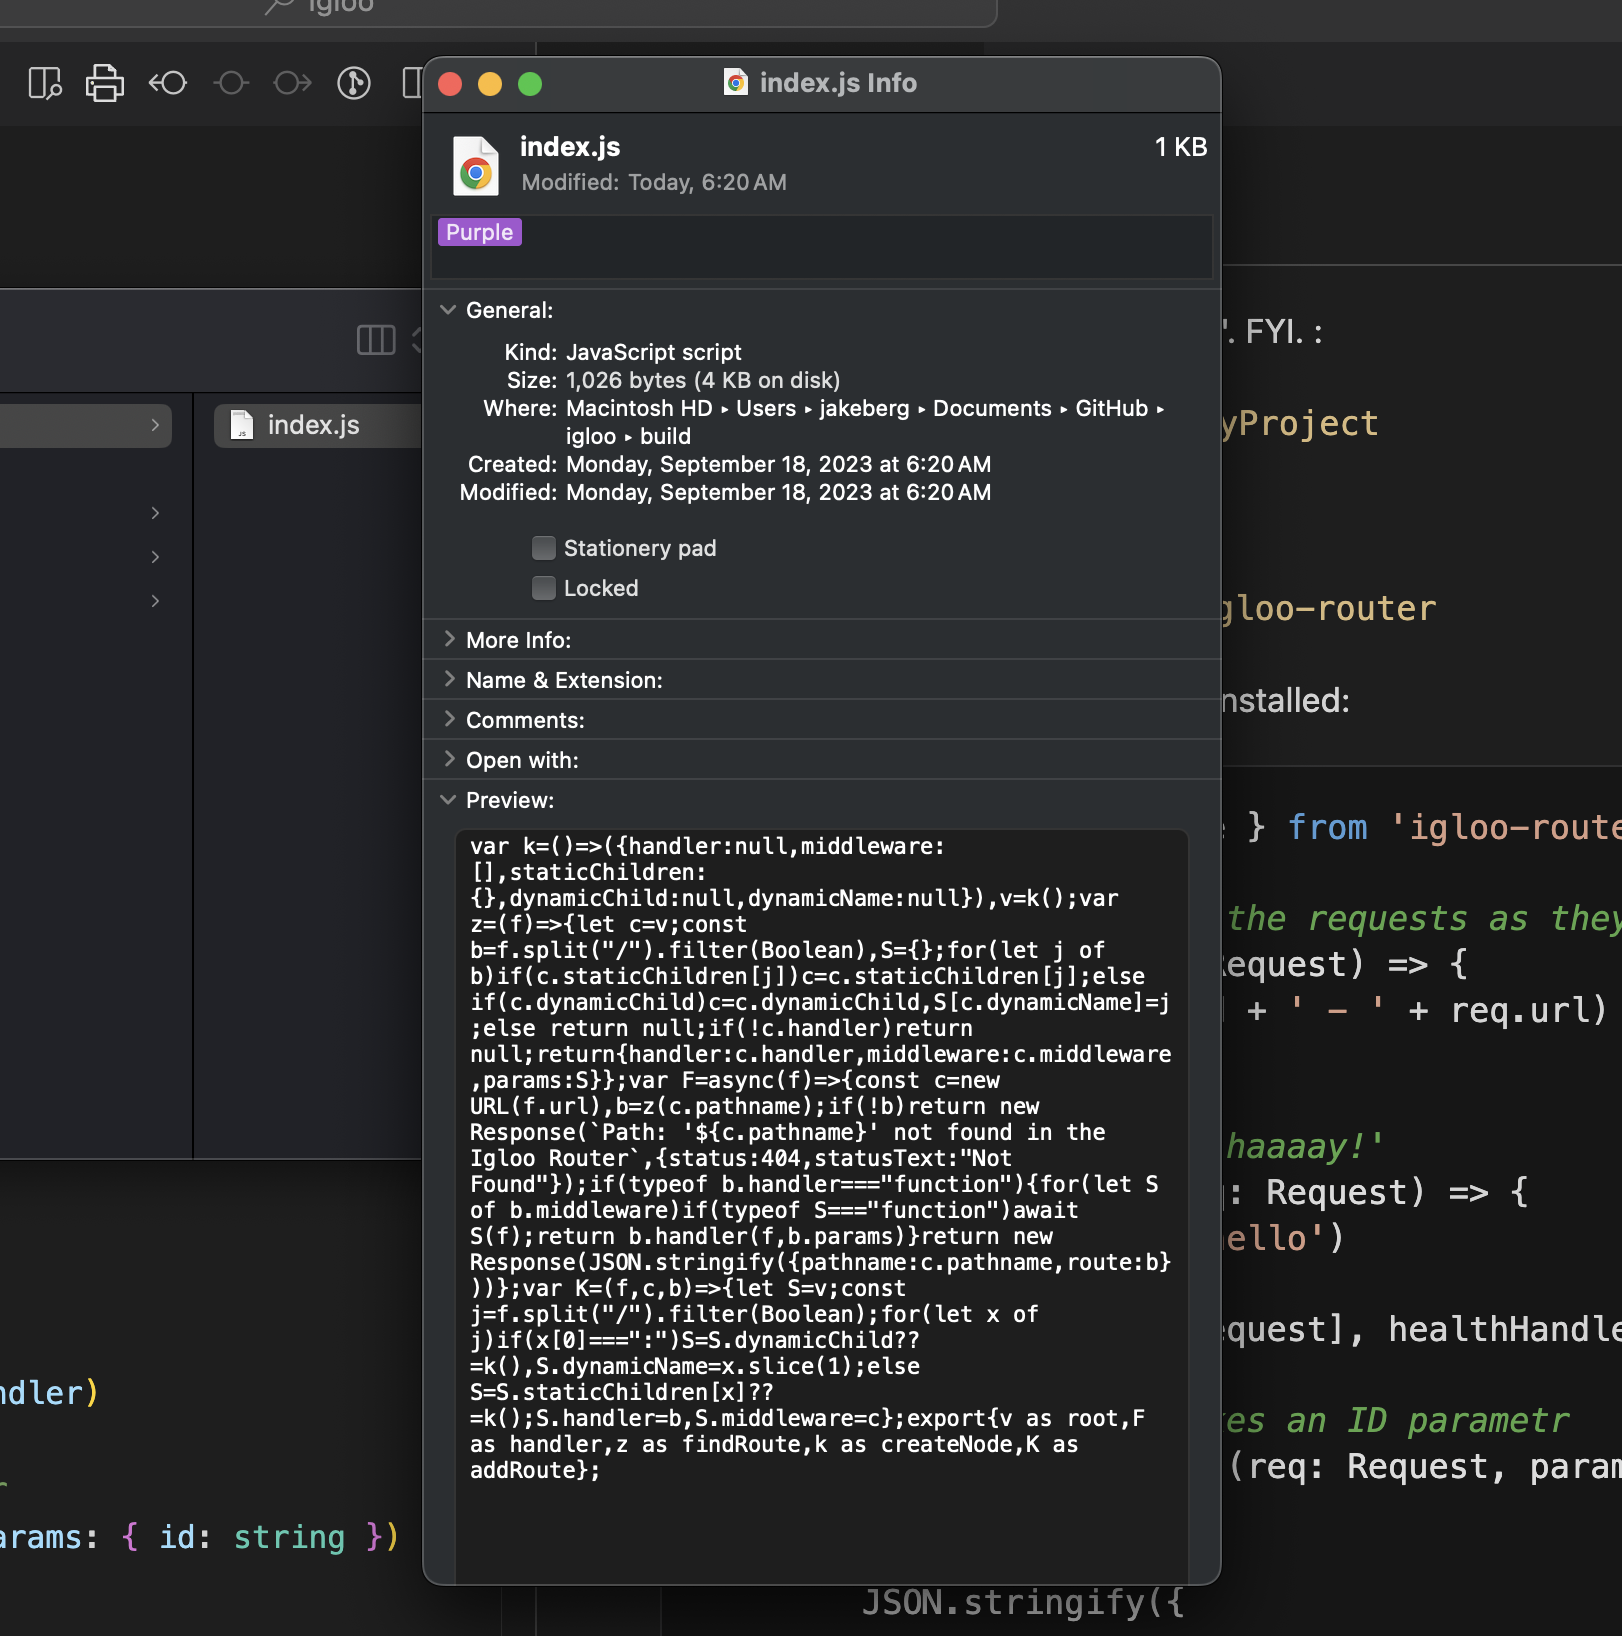 igloo
index.js Info
index.js
1 KB
Modified: Today, 6:20 AM
Purple
General:
Kind: JavaScript script
Size: 1,026 bytes (4 KB on disk)
Where: Macintosh HD ▸ Users ▸ jakeberg ▸ Documents ▸ GitHub ▸
igloo ▸ build
Created: Monday, September 18, 2023 at 6:20 AM
Modified: Monday, September 18, 2023 at 6:20 AM
Stationery pad
Locked
More Info:
Name & Extension:
Comments:
Open with:
Preview:
var k=()=>({handler:null,middleware:
[],staticChildren:
{},dynamicChild:null,dynamicName:null}),v=k();var
z=(f)=>{let c=v;const
b=f.split("/").filter(Boolean),S={};for(let j of
b)if(c.staticChildren[j])c=c.staticChildren[j];else
if(c.dynamicChild)c=c.dynamicChild,S[c.dynamicName]=j
;else return null;if(!c.handler)return
null;return{handler:c.handler,middleware:c.middleware
,params:S}};var F=async(f)=>{const c=new
URL(f.url),b=z(c.pathname);if(!b)return new
Response(`Path: '${c.pathname}' not found in the
Igloo Router`,{status:404,statusText:"Not
Found"});if(typeof b.handler==="function"){for(let S
of b.middleware)if(typeof S==="function")await
S(f);return b.handler(f,b.params)}return new
Response(JSON.stringify({pathname:c.pathname,route:b}
))};var K=(f,c,b)=>{let S=v;const
j=f.split("/").filter(Boolean);for(let x of
j)if(x[0]===":")S=S.dynamicChild??
=k(),S.dynamicName=x.slice(1);else
S=S.staticChildren[x]??
=k();S.handler=b,S.middleware=c};export{v as root,F
as handler,z as findRoute,k as createNode,K as
addRoute};
index.js
ndler)
arams: { id: string })
'. FYI. :
yProject
gloo-router
nstalled:
} from 'igloo-route
the requests as they
equest) => {
+ ' - ' + req.url)
haaaay!'
: Request) => {
ello')
quest], healthHandle
es an ID parametr
(req: Request, param
JSON.stringify({